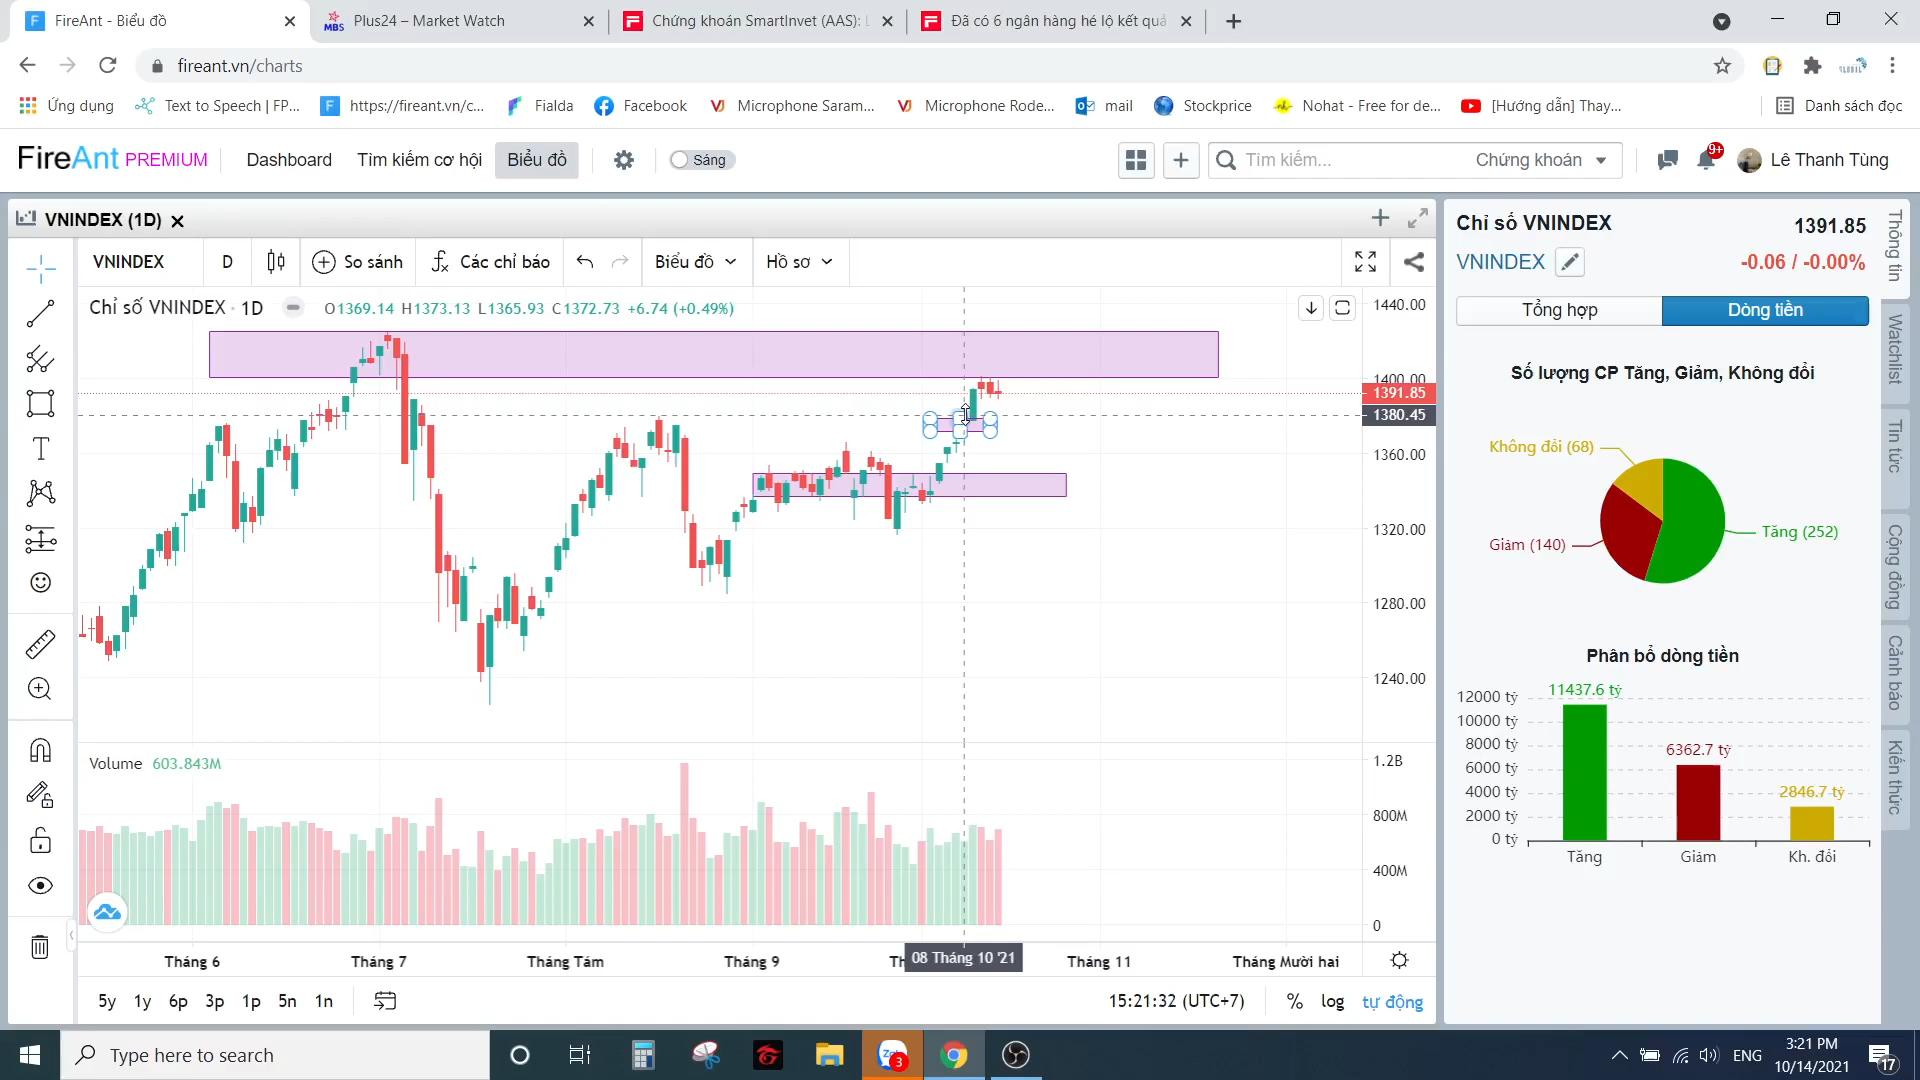 FireAnt - Biểu đồ
MBS
Plus24 – Market Watch
Chứng khoán SmartInvet (AAS):
Đã có 6 ngân hàng hé lộ kết quả
fireant.vn/charts
Ứng dụng
Text to Speech | FP...
https://fireant.vn/c...
Fialda
Facebook
Microphone Saram...
Microphone Rode...
mail
Stockprice
Nohat - Free for de...
[Hướng dẫn] Thay...
Danh sách đọc
FireAnt PREMIUM
Dashboard
Tìm kiếm cơ hội
Biểu đồ
Sáng
Tìm kiếm...
Chứng khoán
9+
Lê Thanh Tùng
VNINDEX (1D)
VNINDEX
D
So sánh
Các chỉ báo
Biểu đồ
Hồ sơ
Chỉ số VNINDEX · 1D
O1369.14 H1373.13 L1365.93 C1372.73 +6.74 (+0.49%)
1440.00
1400.00
1391.85
1380.45
1360.00
1320.00
1280.00
1240.00
Volume 603.843M
1.2B
800M
400M
0
Tháng 6
Tháng 7
Tháng Tám
Tháng 9
08 Tháng 10 '21
Tháng 11
Tháng Mười hai
5y
1y
6p
3p
1p
5n
1n
15:21:32 (UTC+7)
%
log
tự động
Chỉ số VNINDEX
1391.85
VNINDEX
-0.06 / -0.00%
Tổng hợp
Dòng tiền
Số lượng CP Tăng, Giảm, Không đổi
Không đổi (68)
Tăng (252)
Giảm (140)
Phân bổ dòng tiền
12000 tỷ
10000 tỷ
8000 tỷ
6000 tỷ
4000 tỷ
2000 tỷ
0 tỷ
11437.6 tỷ
6362.7 tỷ
2846.7 tỷ
Tăng
Giảm
Kh. đổi
Thông tin
Watchlist
Tin tức
Cộng đồng
Cảnh báo
Kiến thức
Type here to search
3
ENG
3:21 PM
10/14/2021
17